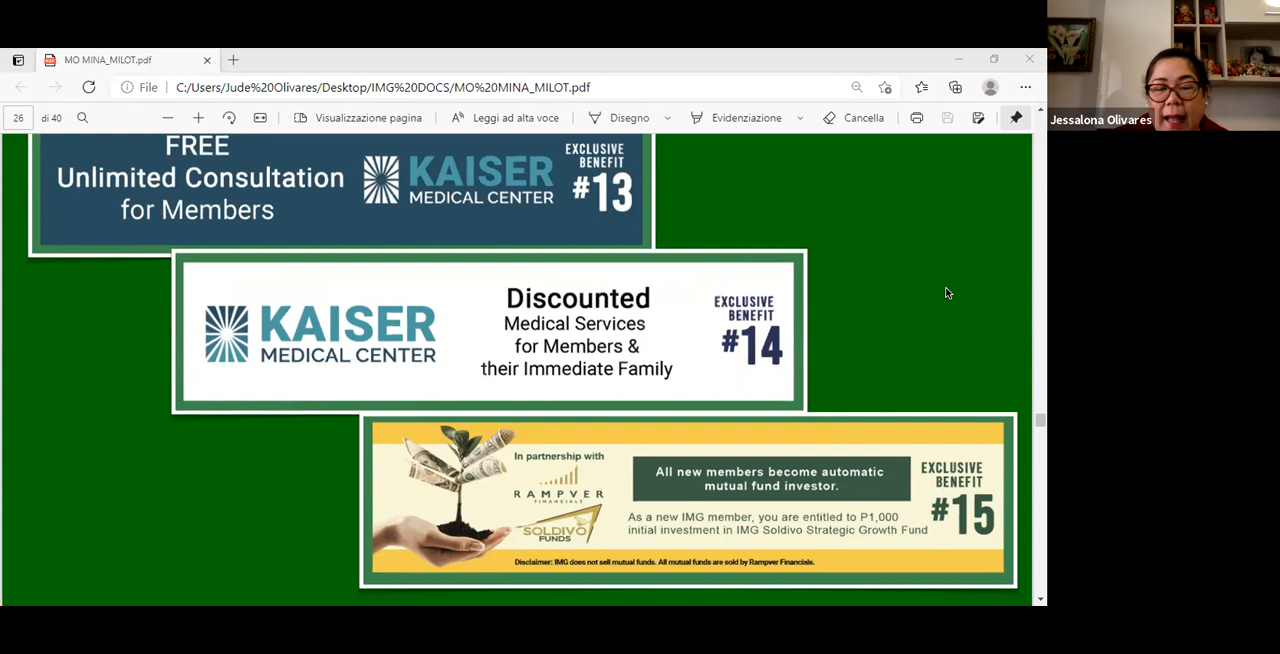 MO MINA_MILOT.pdf
File C:/Users/Jude%20Olivares/Desktop/IMG%20DOCS/MO%20MINA_MILOT.pdf
26 di 40 Visualizzazione pagina Leggi ad alta voce Disegno Evidenziazione Cancella
FREE
Unlimited Consultation
for Members
KAISER
MEDICAL CENTER
EXCLUSIVE
BENEFIT
#13
KAISER
MEDICAL CENTER
Discounted
Medical Services
for Members &
their Immediate Family
EXCLUSIVE
BENEFIT
#14
In partnership with
RAMPVER
FINANCIALS
SOLDIVO
FUNDS
All new members become automatic
mutual fund investor.
As a new IMG member, you are entitled to P1,000
initial investment in IMG Soldivo Strategic Growth Fund
EXCLUSIVE
BENEFIT
#15
Disclaimer: IMG does not sell mutual funds. All mutual funds are sold by Rampver Financials.
Jessalona Olivares